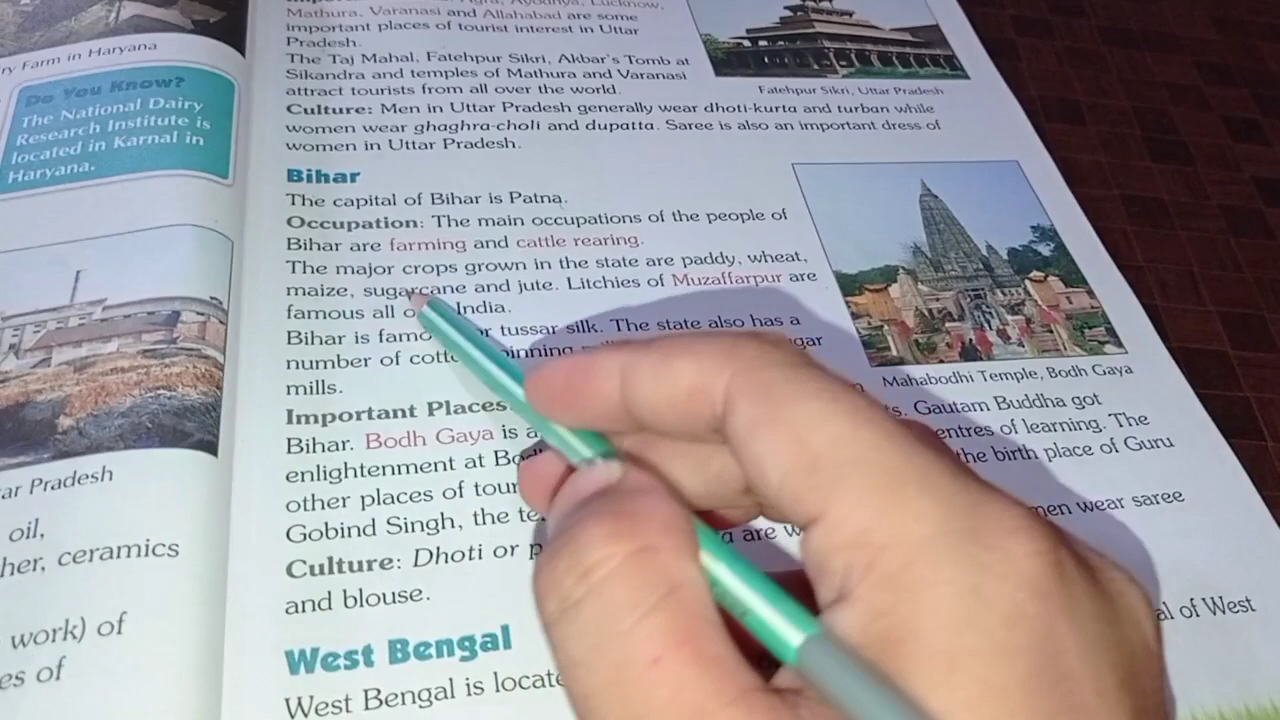 ry Farm in Haryana
Do You Know?
The National Dairy
Research Institute is
located in Karnal in
Haryana.
ar Pradesh
oil,
her, ceramics
work) of
es of
Mathura, Varanasi and Allahabad are some
important places of tourist interest in Uttar
Pradesh.
The Taj Mahal, Fatehpur Sikri, Akbar's Tomb at
Sikandra and temples of Mathura and Varanasi
attract tourists from all over the world.
Fatehpur Sikri, Uttar Pradesh
Culture: Men in Uttar Pradesh generally wear dhoti-kurta and turban while
women wear ghaghra-choli and dupatta. Saree is also an important dress of
women in Uttar Pradesh.
Bihar
The capital of Bihar is Patna.
Occupation: The main occupations of the people of
Bihar are farming and cattle rearing.
The major crops grown in the state are paddy, wheat,
maize, sugarcane and jute. Litchies of Muzaffarpur are
famous all India.
Bihar is tussar silk. The state also has a
number of
mills.
Mahabodhi Temple, Bodh Gaya
Important Places
Bihar. Bodh Gaya is Gautam Buddha got
enlightenment at centres of learning. The
other places of the birth place of Guru
Gobind Singh, the
Culture: Dhoti or are wear saree
and blouse.
West Bengal
West Bengal is of West